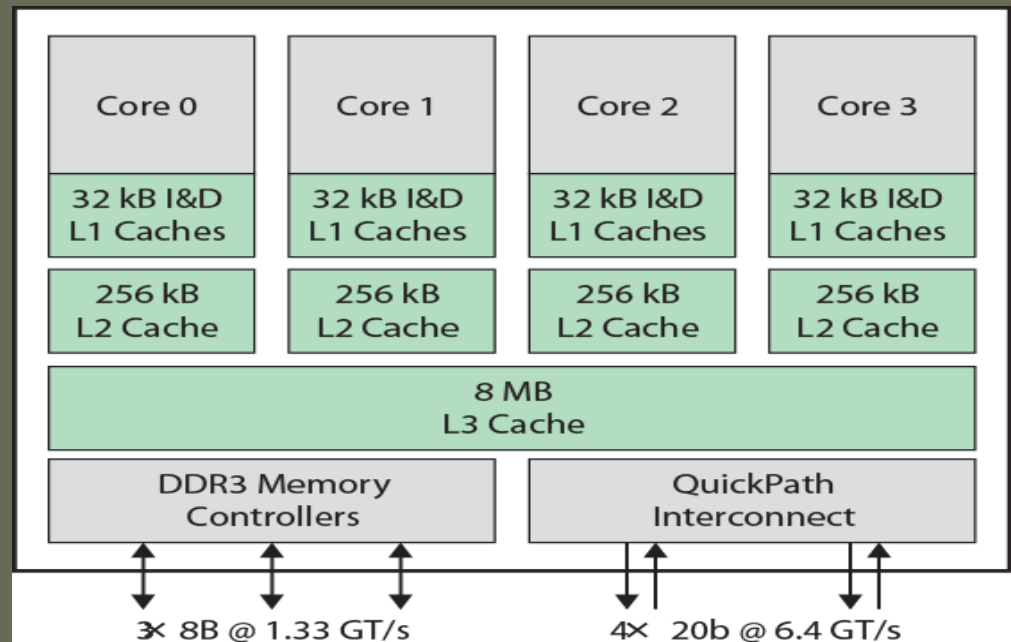 Core 0
Core 1
Core 2
Core 3
32 kB I&D
L1 Caches
32 kB I&D
L1 Caches
32 kB I&D
L1 Caches
32 kB I&D
L1 Caches
256 kB
L2 Cache
256 kB
L2 Cache
256 kB
L2 Cache
256 kB
L2 Cache
8 MB
L3 Cache
DDR3 Memory
Controllers
QuickPath
Interconnect
3× 8B @ 1.33 GT/s
4× 20b @ 6.4 GT/s